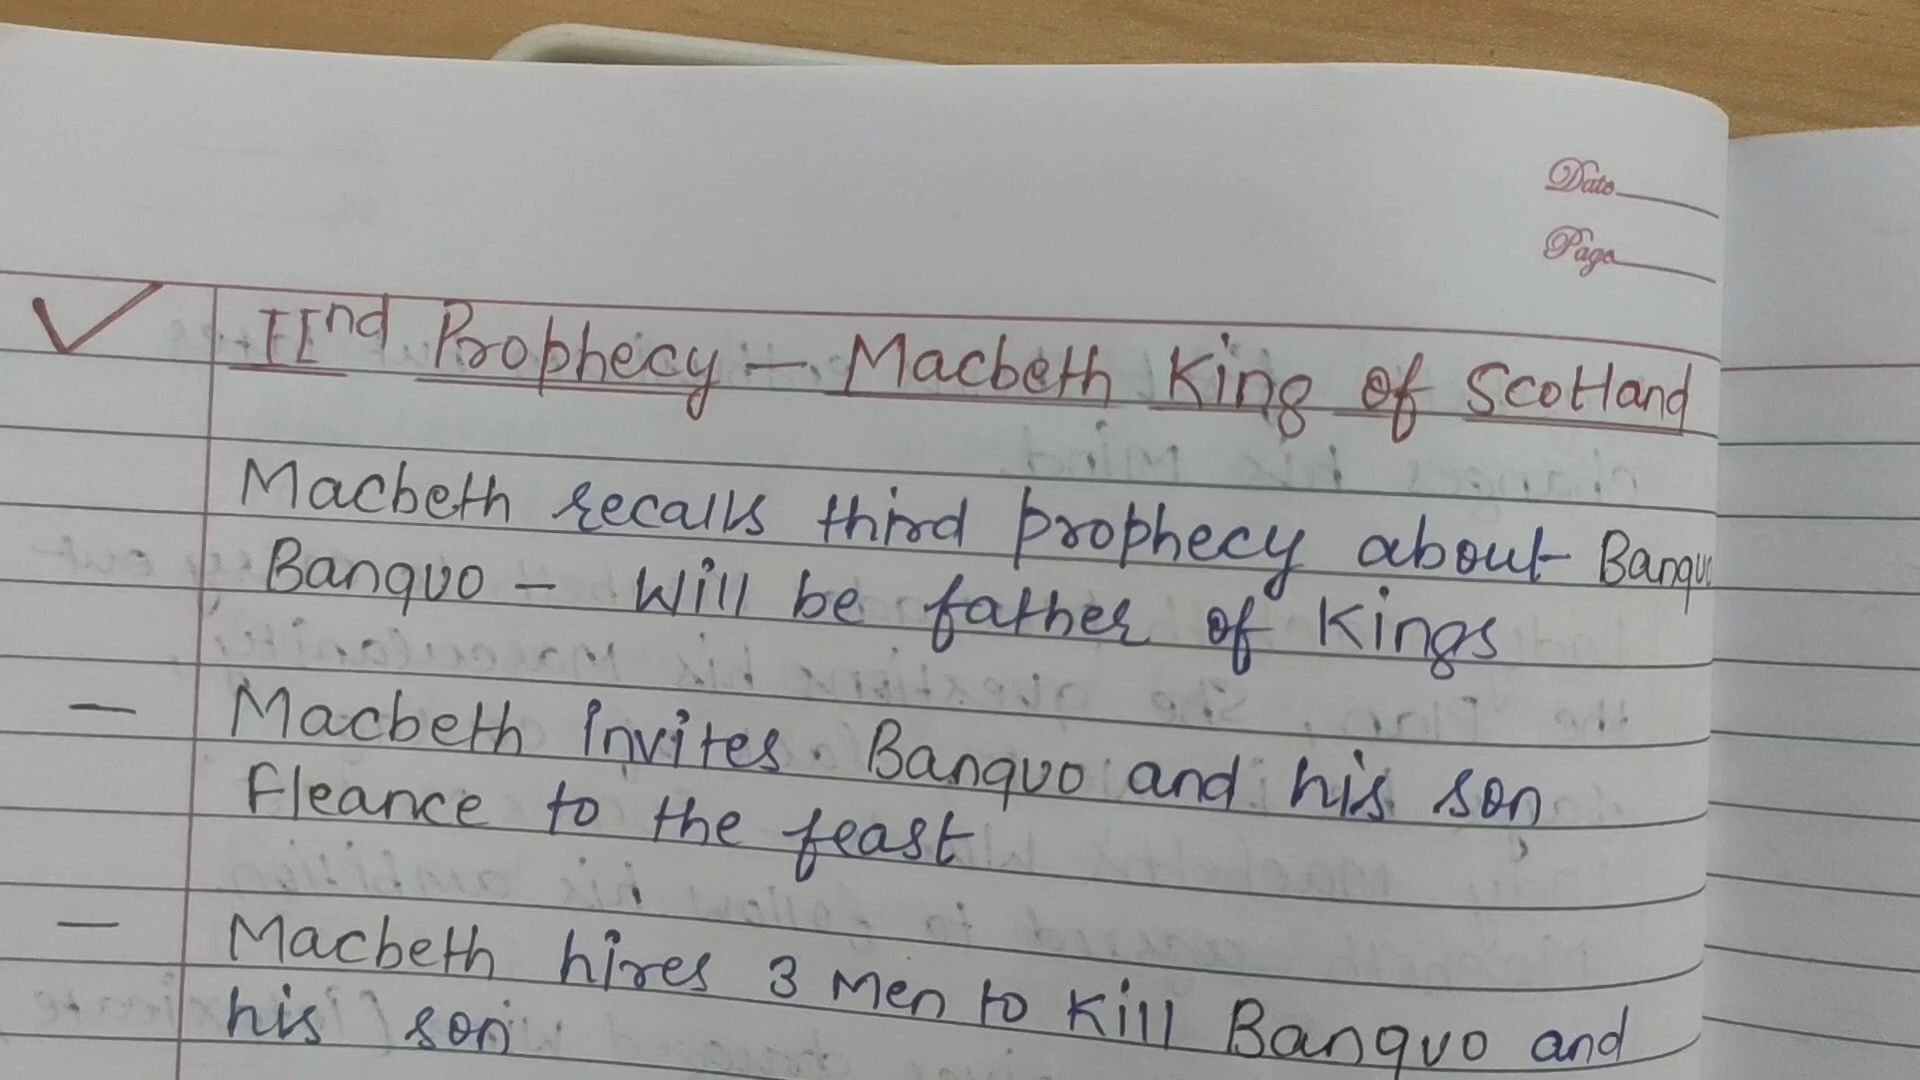 Date
Page
IInd Prophecy – Macbeth King of Scotland
Macbeth recalls third prophecy about Banquo
Banquo – Will be father of Kings
– Macbeth invites Banquo and his son
Fleance to the feast
– Macbeth hires 3 Men to Kill Banquo and
his son